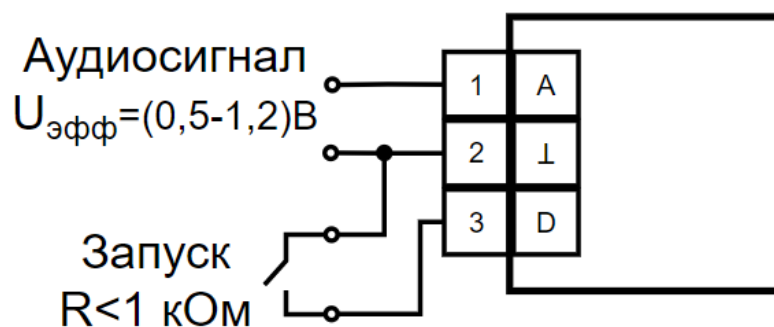 Аудиосигнал
Uэфф=(0,5-1,2)В
1 A
2 ⊥
3 D
Запуск
R<1 кОм